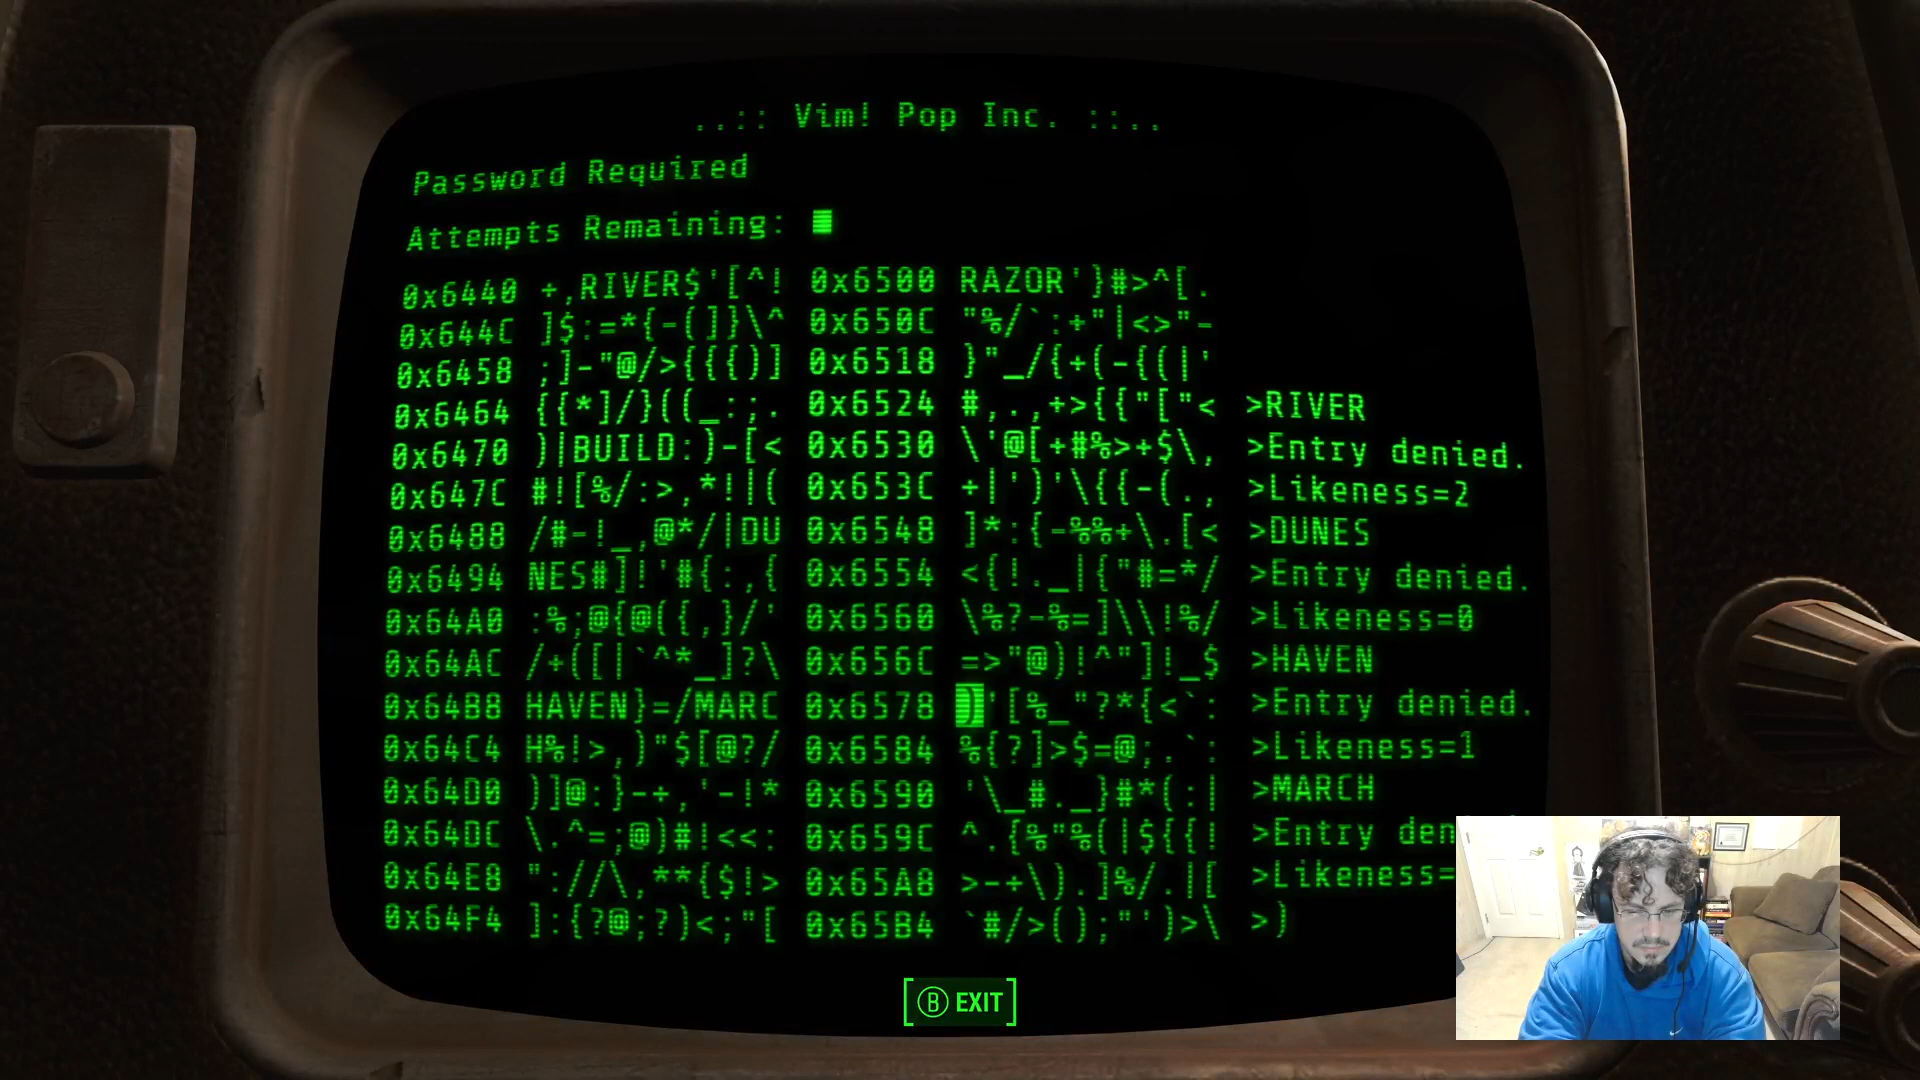 ..:: Vim! Pop Inc. ::..
Password Required
Attempts Remaining:
0x6440 +,RIVER$'[^! 0x6500 RAZOR'}#>^[.
0x644C ]$:=*{-(]}\^ 0x650C "%/`:+"|<>"-
0x6458 ;]-"@/>{{{)] 0x6518 }"_/{+(-{(|'
0x6464 {{*]/}((_:;. 0x6524 #,.,+>{{"["< >RIVER
0x6470 )|BUILD:)-[< 0x6530 \'@[+#%>+$\, >Entry denied.
0x647C #![%/:>,*!|( 0x653C +|')'\{{-(., >Likeness=2
0x6488 /#-!_,@*/|DU 0x6548 ]*:{-%%+\.[< >DUNES
0x6494 NES#]!'#{:,{ 0x6554 <{!._|{"#=*/ >Entry denied.
0x64A0 :%;@{@({,}/' 0x6560 \%?-%=]\\!%/ >Likeness=0
0x64AC /+([|`^*_]?\ 0x656C =>"@)!^"]!_$ >HAVEN
0x64B8 HAVEN}=/MARC 0x6578 )'[%_"?*{<`: >Entry denied.
0x64C4 H%!>,)"$[@?/ 0x6584 %{?]>$=@;.`: >Likeness=1
0x64D0 )]@:}-+,'-!* 0x6590 '\_#._}#*(:| >MARCH
0x64DC \.^=;@)#!<<: 0x659C ^.{%"%(|${{! >Entry den
0x64E8 "://\,**{$!> 0x65A8 >-+\).]%/.|[ >Likeness=
0x64F4 ]:{?@;?)<;"[ 0x65B4 `#/>();"')>\ >)
B EXIT